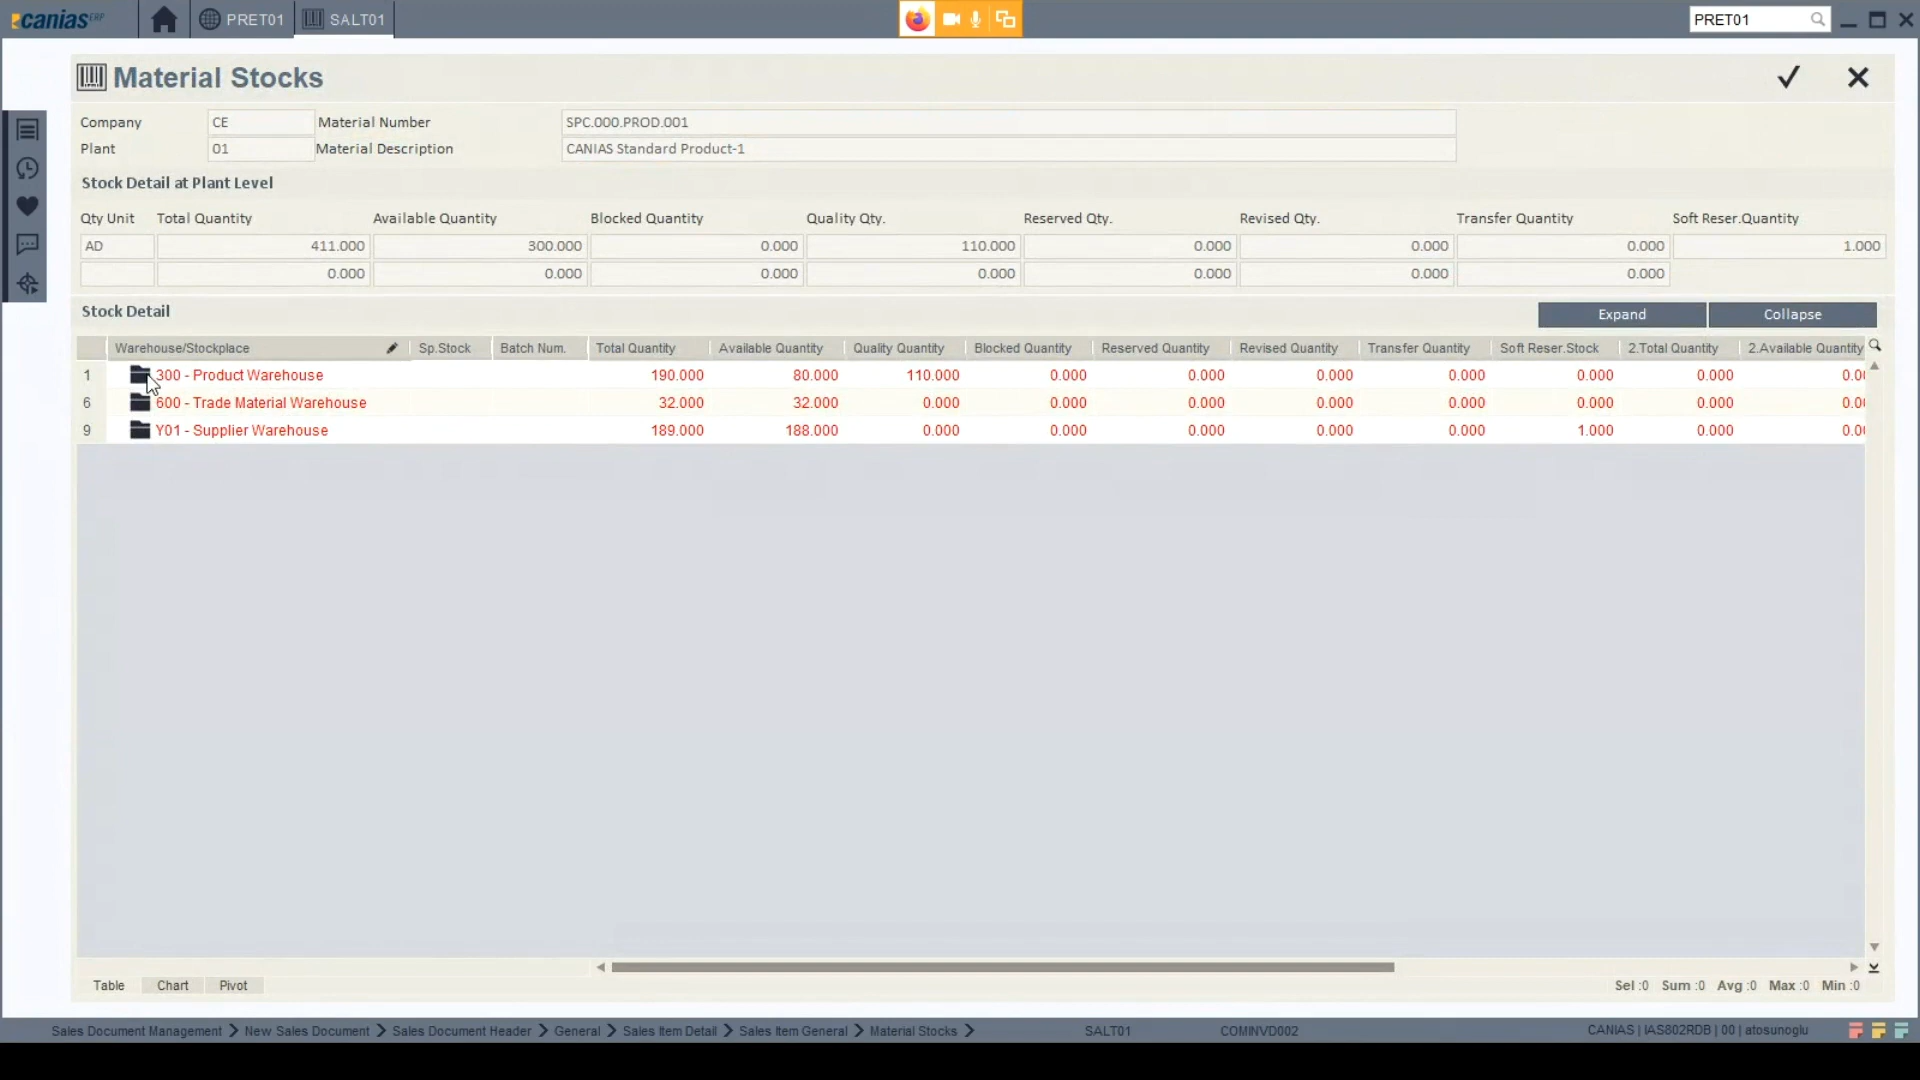 caniasERP PRET01 SALT01 PRET01
Material Stocks
Company CE Material Number SPC.000.PROD.001
Plant 01 Material Description CANIAS Standard Product-1
Stock Detail at Plant Level
Qty Unit Total Quantity Available Quantity Blocked Quantity Quality Qty. Reserved Qty. Revised Qty. Transfer Quantity Soft Reser.Quantity
AD 411.000 300.000 0.000 110.000 0.000 0.000 0.000 1.000
0.000 0.000 0.000 0.000 0.000 0.000 0.000
Stock Detail Expand Collapse
Warehouse/Stockplace Sp.Stock Batch Num. Total Quantity Available Quantity Quality Quantity Blocked Quantity Reserved Quantity Revised Quantity Transfer Quantity Soft Reser.Stock 2.Total Quantity 2.Available Quantity
1 300 - Product Warehouse 190.000 80.000 110.000 0.000 0.000 0.000 0.000 0.000 0.000 0.00
6 600 - Trade Material Warehouse 32.000 32.000 0.000 0.000 0.000 0.000 0.000 0.000 0.000 0.00
9 Y01 - Supplier Warehouse 189.000 188.000 0.000 0.000 0.000 0.000 0.000 1.000 0.000 0.00
Table Chart Pivot Sel :0 Sum :0 Avg :0 Max :0 Min :0
Sales Document Management New Sales Document Sales Document Header General Sales Item Detail Sales Item General Material Stocks SALT01 COMINVD002 CANIAS | IAS802RDB | 00 | atosunoglu